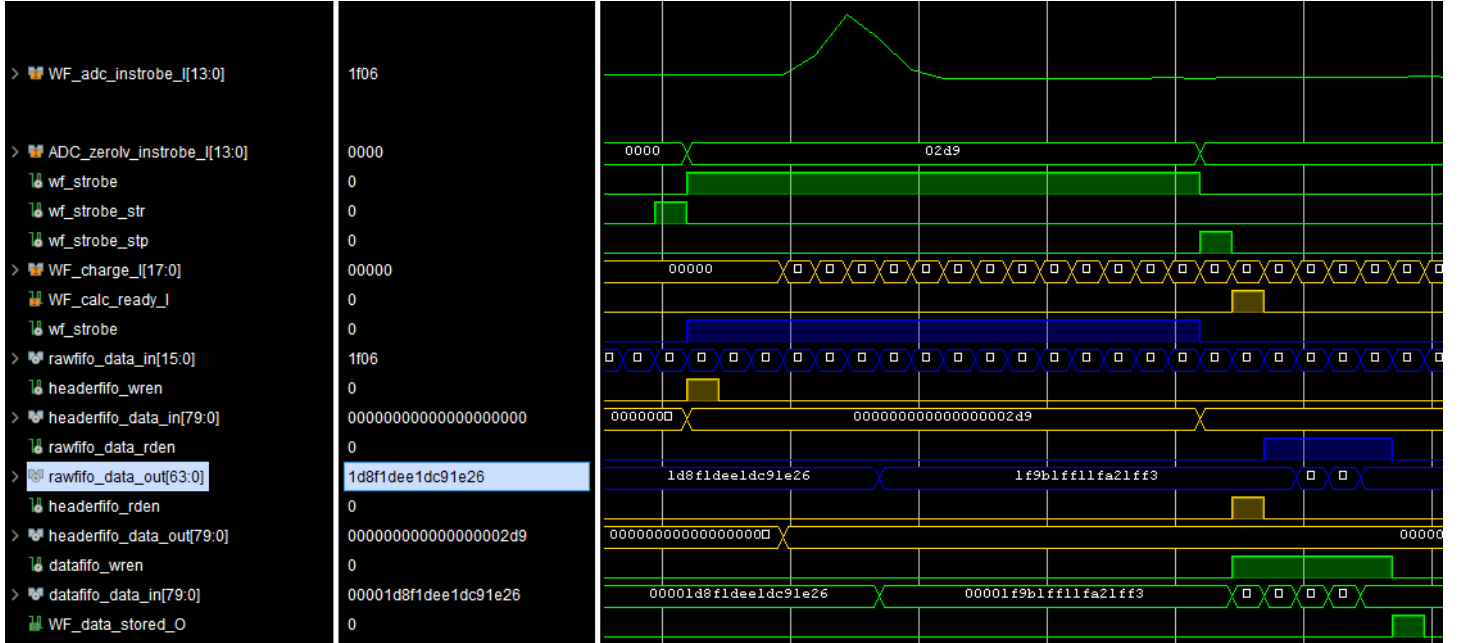 WF_adc_instrobe_I[13:0] 1f06
ADC_zerolv_instrobe_I[13:0] 0000 0000 02d9
wf_strobe 0
wf_strobe_str 0
wf_strobe_stp 0
WF_charge_I[17:0] 00000 00000
WF_calc_ready_I 0
wf_strobe 0
rawfifo_data_in[15:0] 1f06
headerfifo_wren 0
headerfifo_data_in[79:0] 00000000000000000000 000000 000000000000000002d9
rawfifo_data_rden 0
rawfifo_data_out[63:0] 1d8f1dee1dc91e26 1d8f1dee1dc91e26 1f9b1ff11fa21ff3
headerfifo_rden 0
headerfifo_data_out[79:0] 000000000000000002d9 00000000000000000 00000
datafifo_wren 0
datafifo_data_in[79:0] 00001d8f1dee1dc91e26 00001d8f1dee1dc91e26 00001f9b1ff11fa21ff3
WF_data_stored_O 0